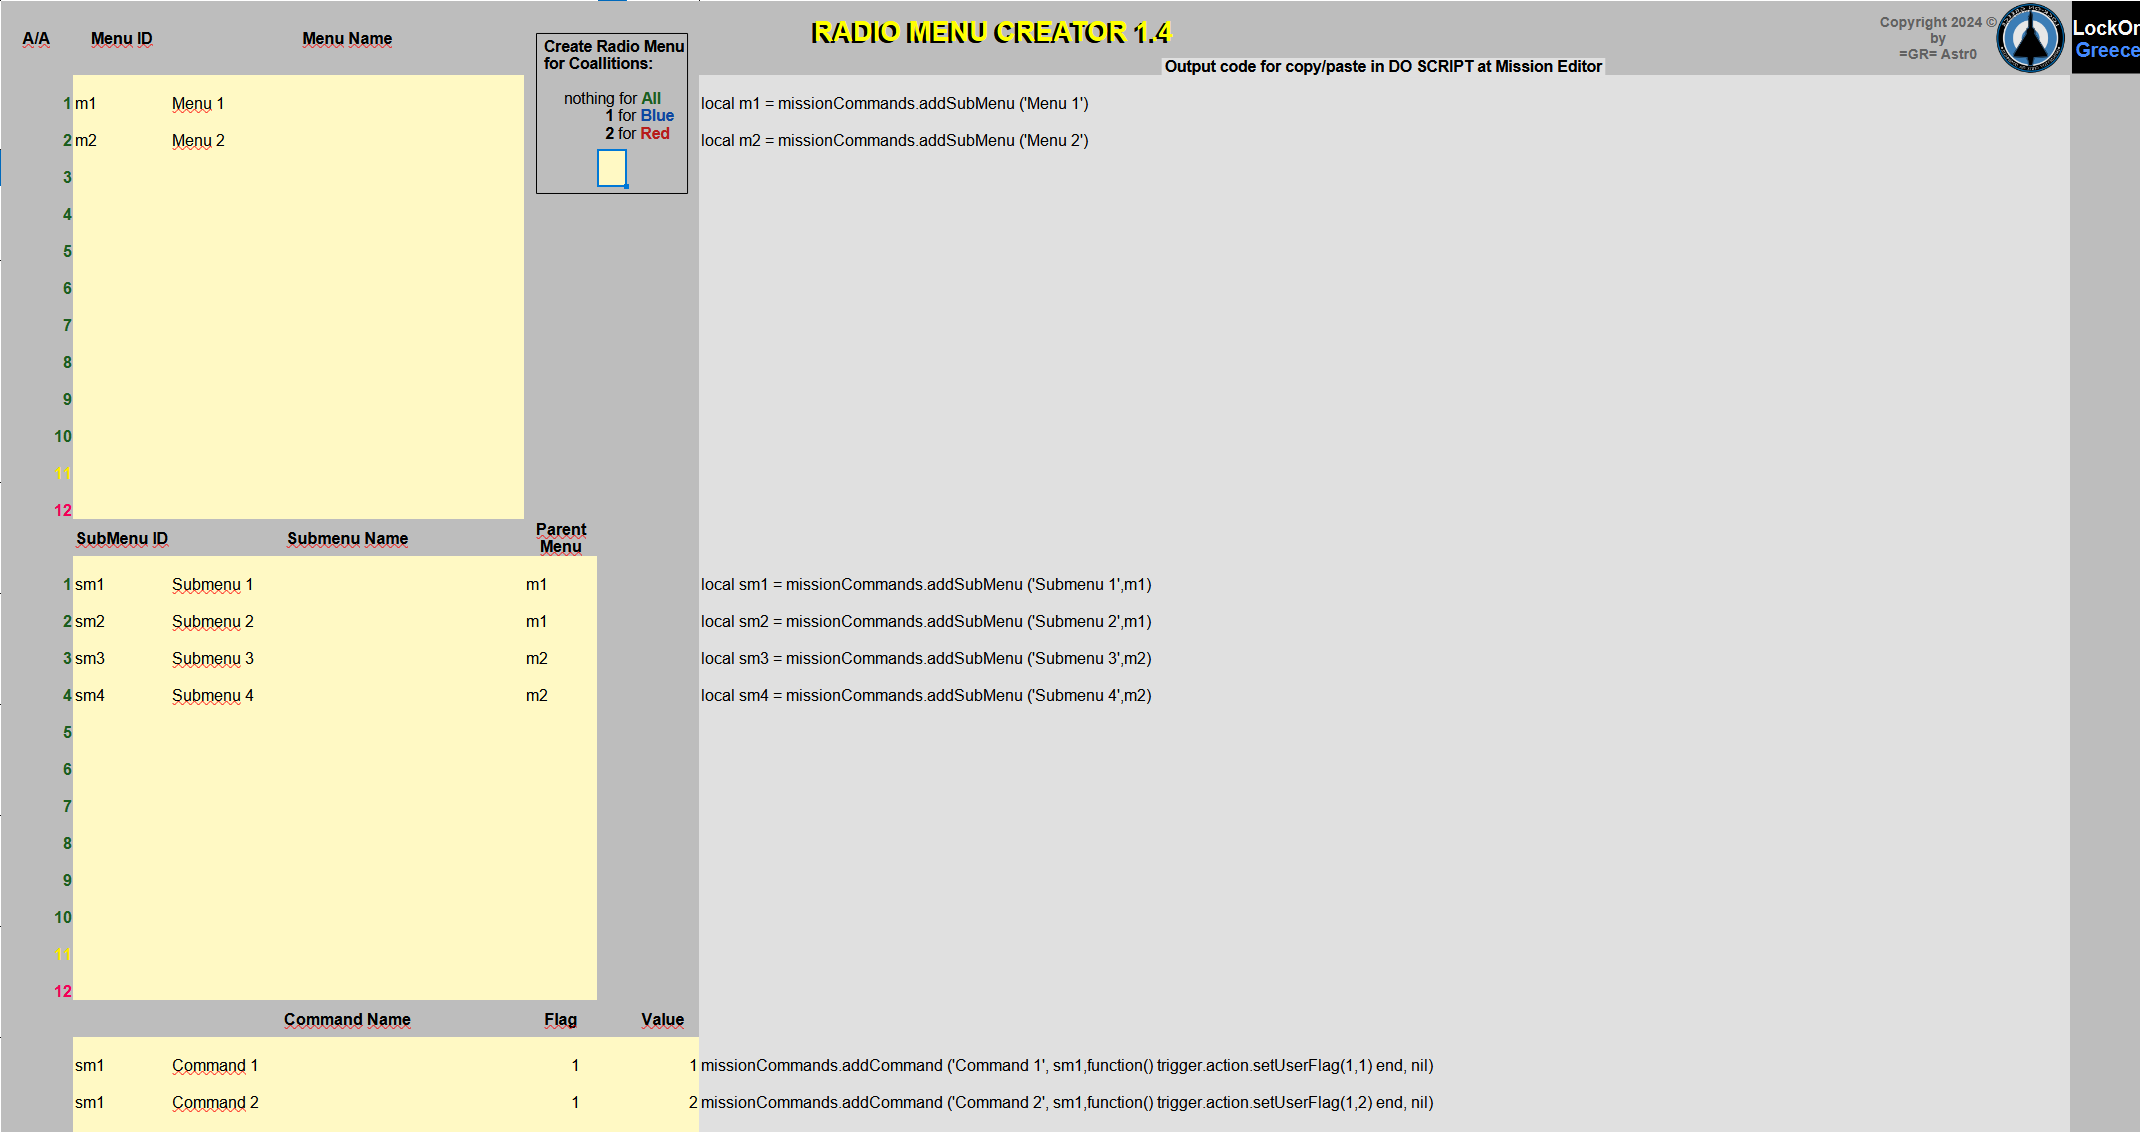 RADIO MENU CREATOR 1.4
Copyright 2024 ©
by
=GR= Astr0
LockOn
Greece
A/A Menu ID Menu Name
Create Radio Menu
for Coallitions:
nothing for All
1 for Blue
2 for Red
Output code for copy/paste in DO SCRIPT at Mission Editor
1 m1 Menu 1 local m1 = missionCommands.addSubMenu ('Menu 1')
2 m2 Menu 2 local m2 = missionCommands.addSubMenu ('Menu 2')
3
4
5
6
7
8
9
10
11
12
SubMenu ID Submenu Name Parent Menu
1 sm1 Submenu 1 m1 local sm1 = missionCommands.addSubMenu ('Submenu 1',m1)
2 sm2 Submenu 2 m1 local sm2 = missionCommands.addSubMenu ('Submenu 2',m1)
3 sm3 Submenu 3 m2 local sm3 = missionCommands.addSubMenu ('Submenu 3',m2)
4 sm4 Submenu 4 m2 local sm4 = missionCommands.addSubMenu ('Submenu 4',m2)
5
6
7
8
9
10
11
12
Command Name Flag Value
sm1 Command 1 1 1 missionCommands.addCommand ('Command 1', sm1,function() trigger.action.setUserFlag(1,1) end, nil)
sm1 Command 2 1 2 missionCommands.addCommand ('Command 2', sm1,function() trigger.action.setUserFlag(1,2) end, nil)